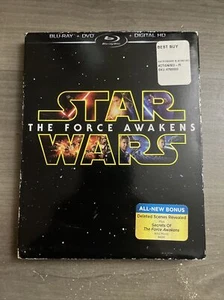 BLU-RAY + DVD + DIGITAL HD
BEST BUY
STAR
THE FORCE AWAKENS
WARS
ALL-NEW BONUS
Deleted Scenes Revealed
Secrets Of
The Force Awakens